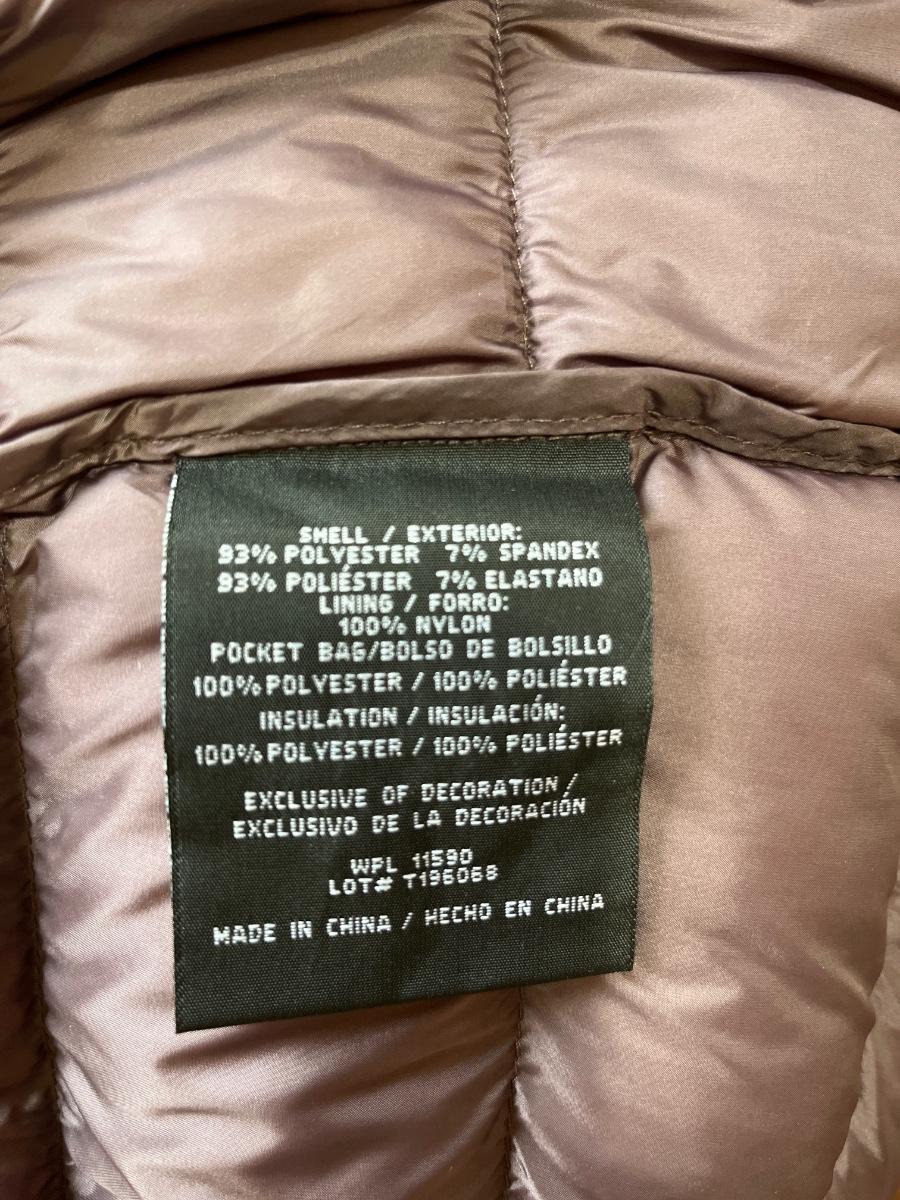 SHELL / EXTERIOR:
93% POLYESTER 7% SPANDEX
93% POLIÉSTER 7% ELASTANO
LINING / FORRO:
100% NYLON
POCKET BAG/BOLSO DE BOLSILLO
100% POLYESTER / 100% POLIÉSTER
INSULATION / INSULACIÓN:
100% POLYESTER / 100% POLIÉSTER
EXCLUSIVE OF DECORATION /
EXCLUSIVO DE LA DECORACIÓN
WPL 11590
LOT# T196068
MADE IN CHINA / HECHO EN CHINA